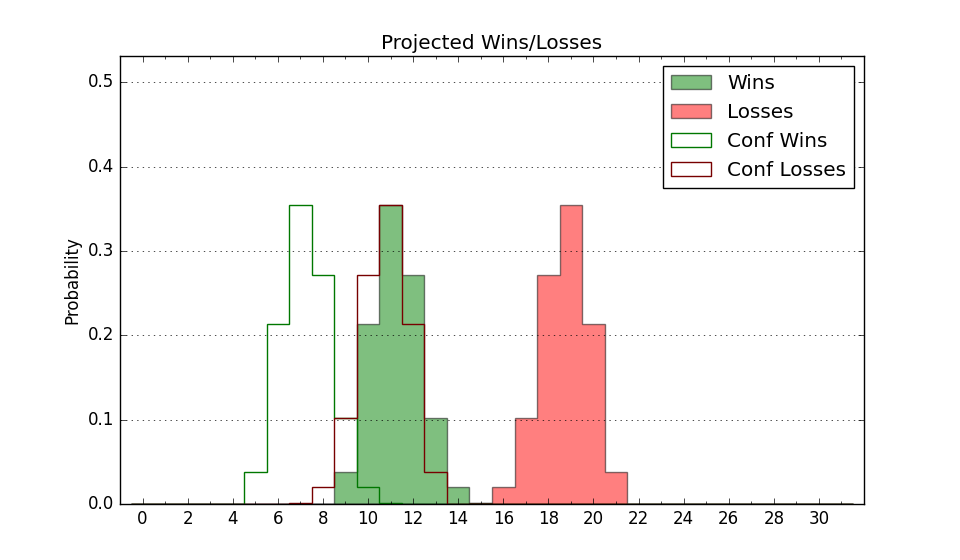 Projected Wins/Losses
Probability
0.5
0.4
0.3
0.2
0.1
0.0
Wins
Losses
Conf Wins
Conf Losses
0 2 4 6 8 10 12 14 16 18 20 22 24 26 28 30